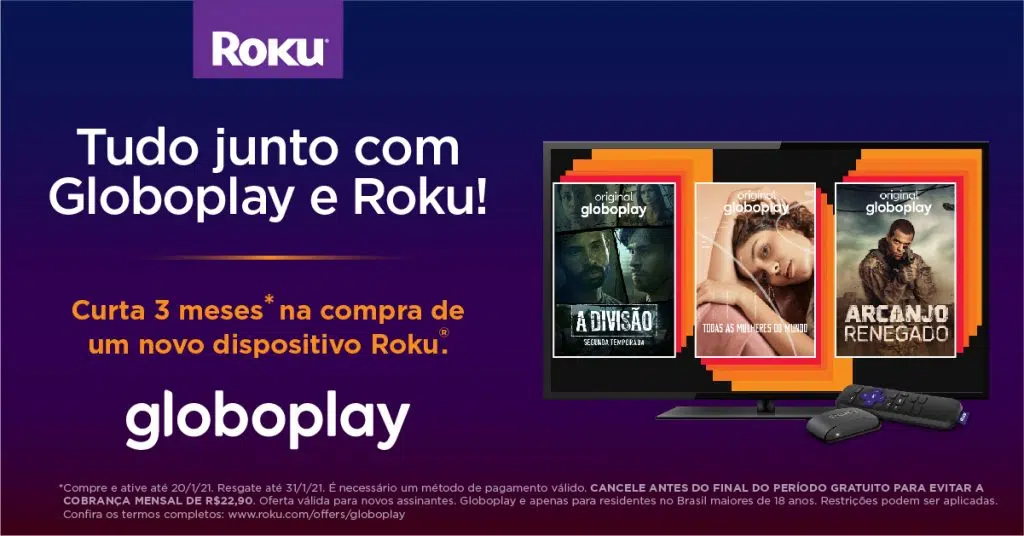 ROKU
Tudo junto com
Globoplay e Roku!
Curta 3 meses* na compra de
um novo dispositivo Roku®.
globoplay
original
globoplay
A DIVISÃO
SEGUNDA TEMPORADA
original
globoplay
TODAS AS MULHERES DO MUNDO
original
globoplay
ARCANJO
RENEGADO
ROKU
*Compre e ative até 20/1/21. Resgate até 31/1/21. É necessário um método de pagamento válido. CANCELE ANTES DO FINAL DO PERÍODO GRATUITO PARA EVITAR A
COBRANÇA MENSAL DE R$22,90. Oferta válida para novos assinantes. Globoplay e apenas para residentes no Brasil maiores de 18 anos. Restrições podem ser aplicadas.
Confira os termos completos: www.roku.com/offers/globoplay